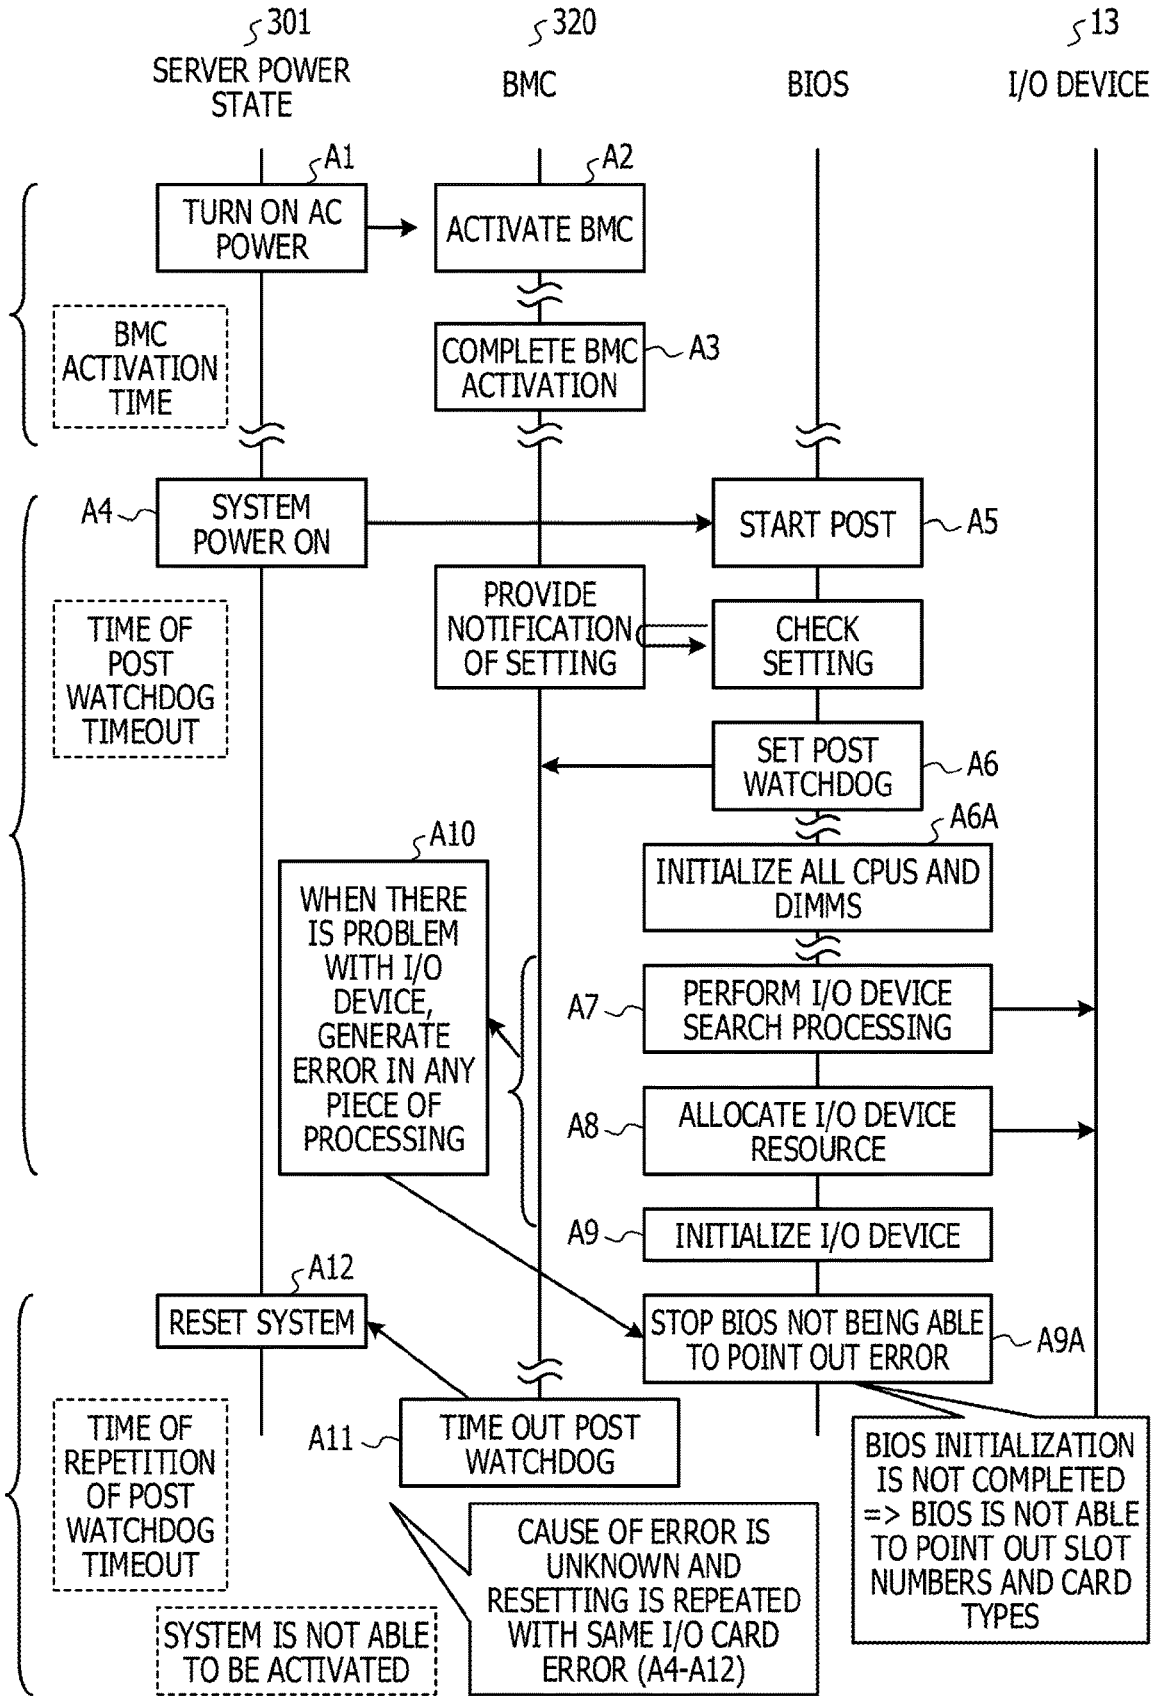 301
320
13
SERVER POWER
STATE
BMC
BIOS
I/O DEVICE
A1
A2
TURN ON AC
POWER
ACTIVATE BMC
BMC
ACTIVATION
TIME
COMPLETE BMC
ACTIVATION
A3
A4
SYSTEM
POWER ON
START POST
A5
TIME OF
POST
WATCHDOG
TIMEOUT
PROVIDE
NOTIFICATION
OF SETTING
CHECK
SETTING
SET POST
WATCHDOG
A6
A6A
INITIALIZE ALL CPUS AND
DIMMS
A10
WHEN THERE
IS PROBLEM
WITH I/O
DEVICE,
GENERATE
ERROR IN ANY
PIECE OF
PROCESSING
A7
PERFORM I/O DEVICE
SEARCH PROCESSING
A8
ALLOCATE I/O DEVICE
RESOURCE
A9
INITIALIZE I/O DEVICE
A12
RESET SYSTEM
STOP BIOS NOT BEING ABLE
TO POINT OUT ERROR
A9A
TIME OF
REPETITION
OF POST
WATCHDOG
TIMEOUT
A11
TIME OUT POST
WATCHDOG
BIOS INITIALIZATION
IS NOT COMPLETED
=> BIOS IS NOT ABLE
TO POINT OUT SLOT
NUMBERS AND CARD
TYPES
CAUSE OF ERROR IS
UNKNOWN AND
RESETTING IS REPEATED
WITH SAME I/O CARD
ERROR (A4-A12)
SYSTEM IS NOT ABLE
TO BE ACTIVATED